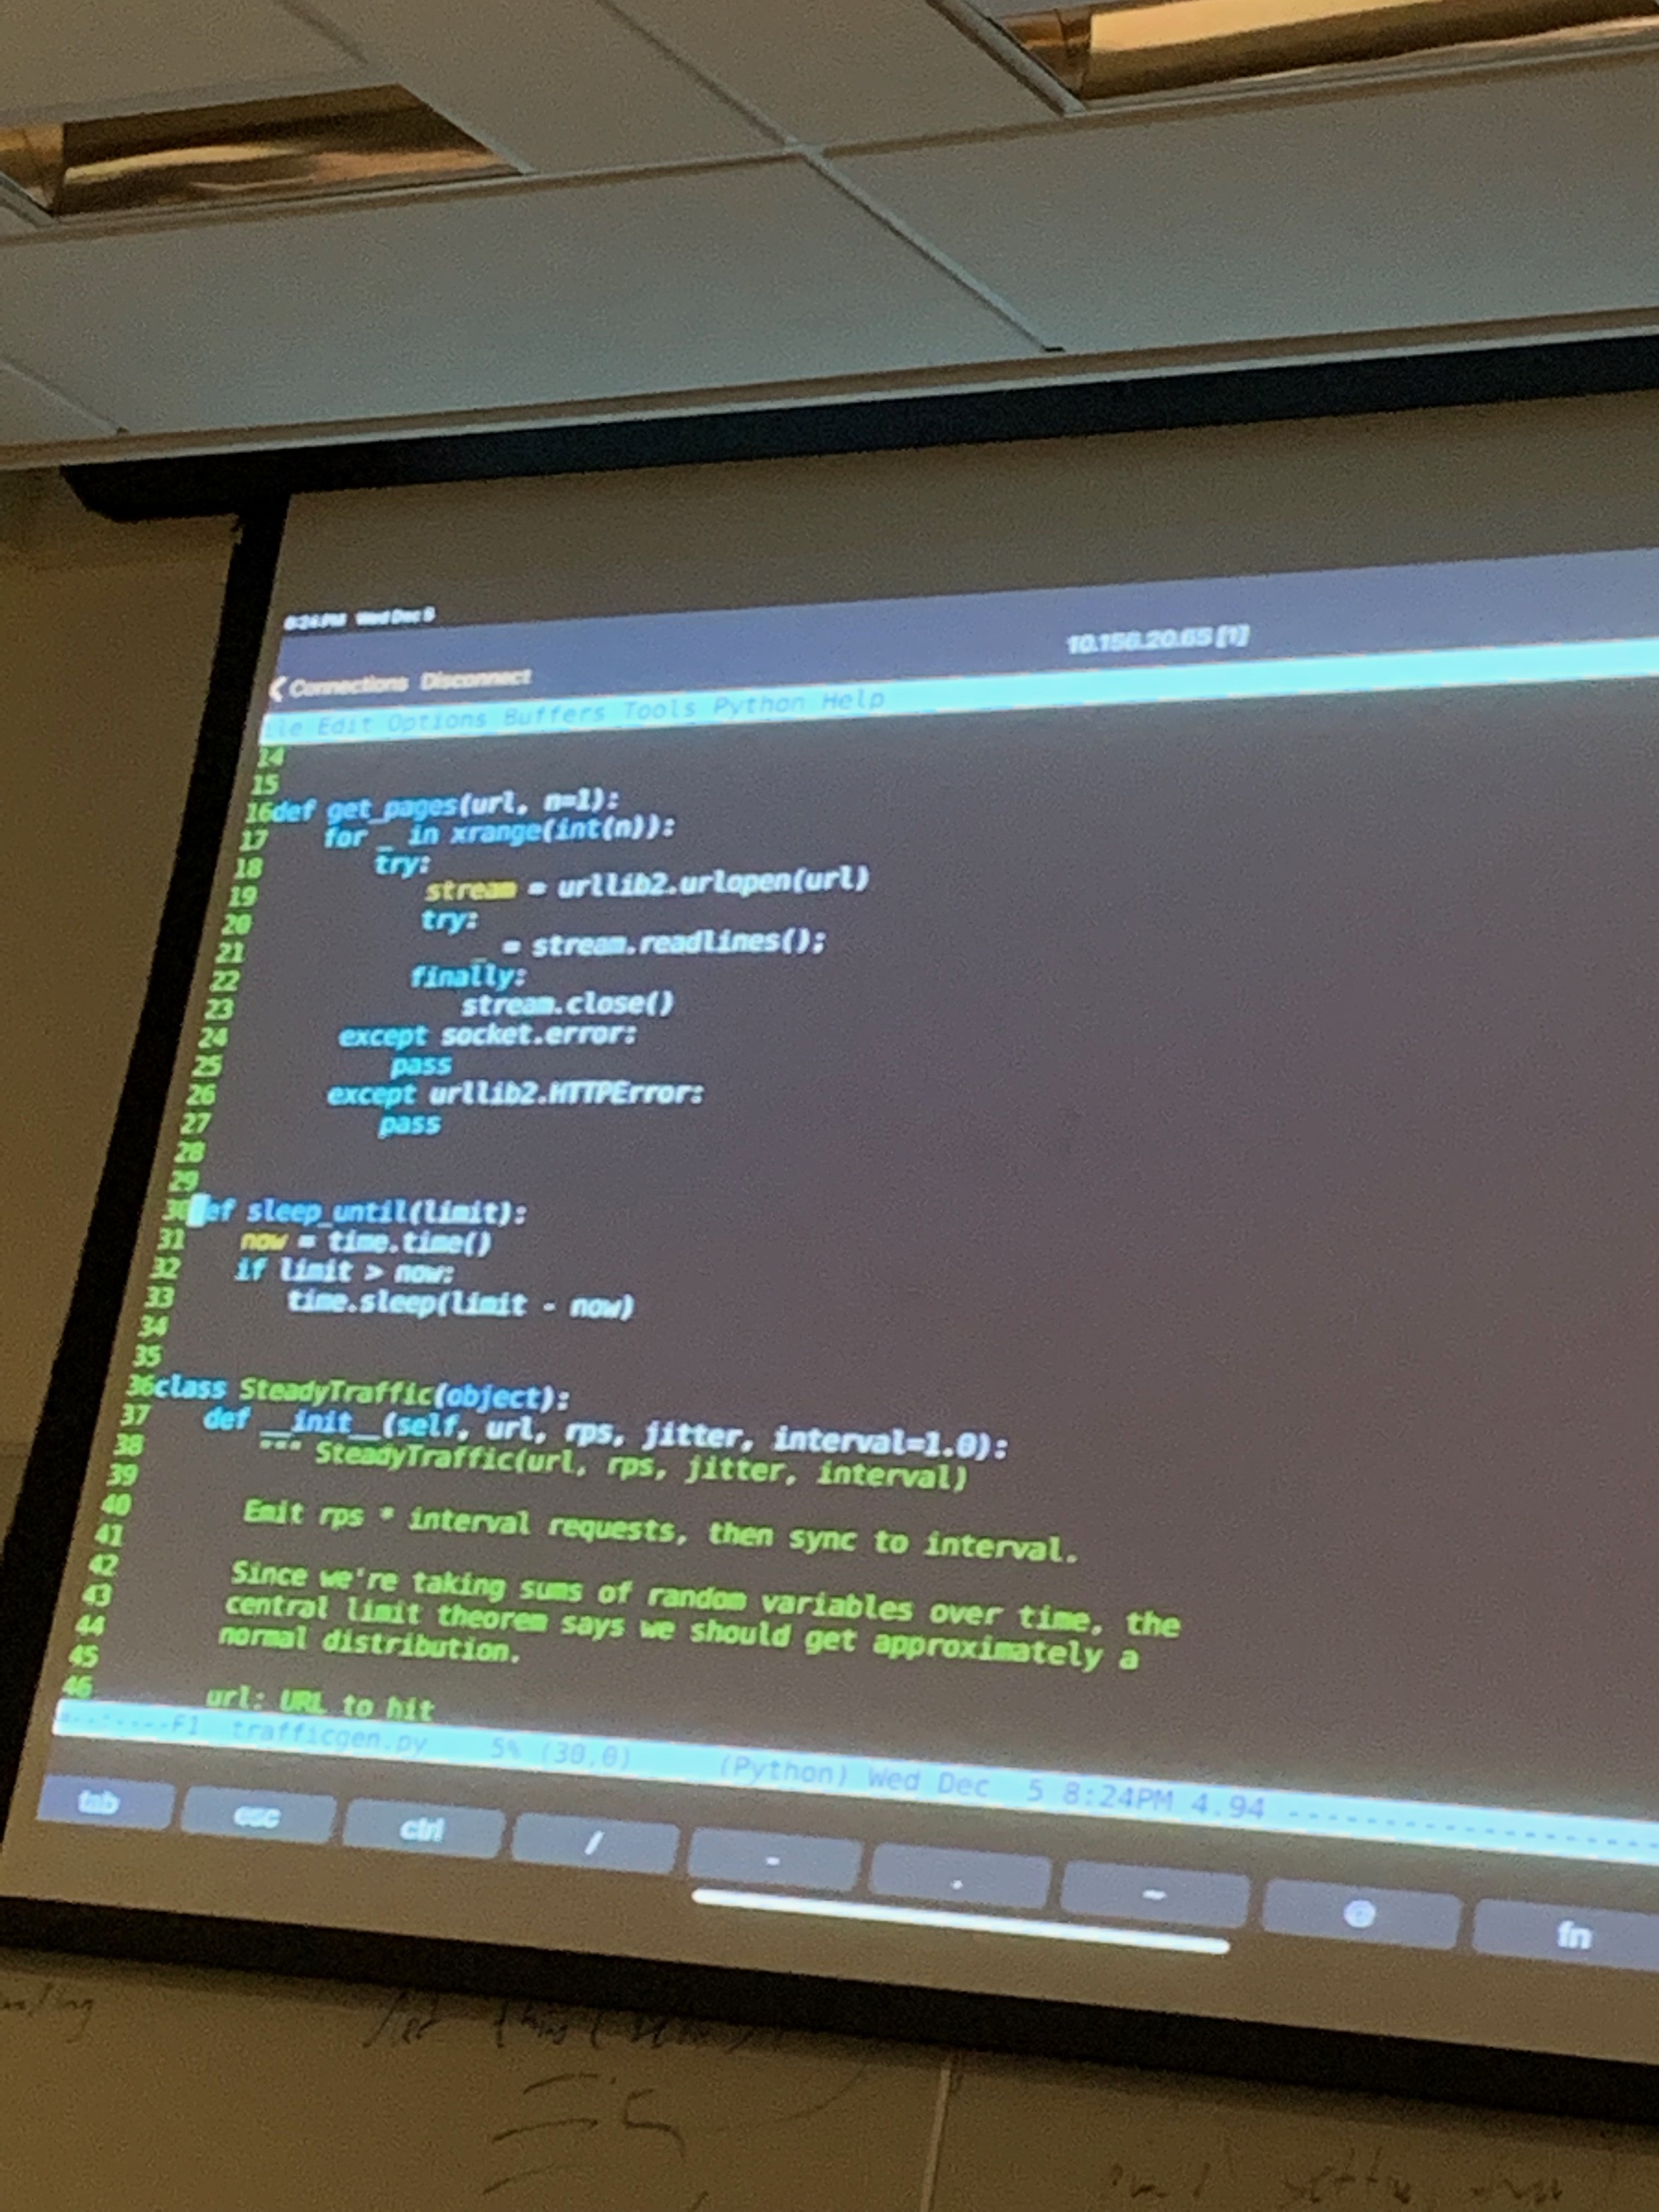 8:24 PM Wed Dec 5
10.156.20.65 [1]
Connections Disconnect
le Edit Options Buffers Tools Python Help
14
15
16def get_pages(url, n=1):
17    for _ in xrange(int(n)):
18        try:
19            stream = urllib2.urlopen(url)
20            try:
21                _ = stream.readlines();
22            finally:
23                stream.close()
24        except socket.error:
25            pass
26        except urllib2.HTTPError:
27            pass
28
29
30 ef sleep_until(limit):
31    now = time.time()
32    if limit > now:
33        time.sleep(limit - now)
34
35
36class SteadyTraffic(object):
37    def __init__(self, url, rps, jitter, interval=1.0):
38        """ SteadyTraffic(url, rps, jitter, interval)
39
40        Emit rps * interval requests, then sync to interval.
41
42        Since we're taking sums of random variables over time, the
43        central limit theorem says we should get approximately a
44        normal distribution.
45
46        url: URL to hit
F1 trafficgen.py 5% (30,0) (Python) Wed Dec 5 8:24PM 4.94
tab esc ctrl / - . ~ @ fn